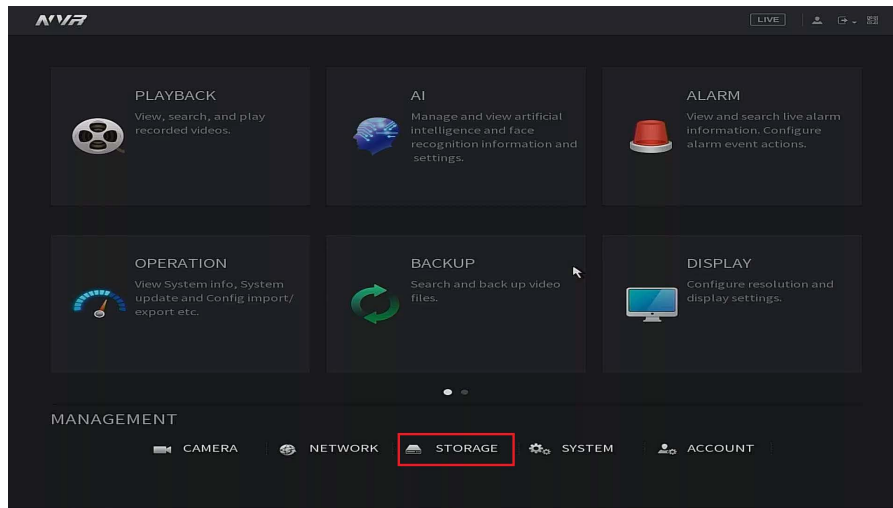 NVR
LIVE
PLAYBACK
View, search, and play
recorded videos.
AI
Manage and view artificial
intelligence and face
recognition information and
settings.
ALARM
View and search live alarm
information. Configure
alarm event actions.
OPERATION
View System info, System
update and Config import/
export etc.
BACKUP
Search and back up video
files.
DISPLAY
Configure resolution and
display settings.
MANAGEMENT
CAMERA NETWORK STORAGE SYSTEM ACCOUNT